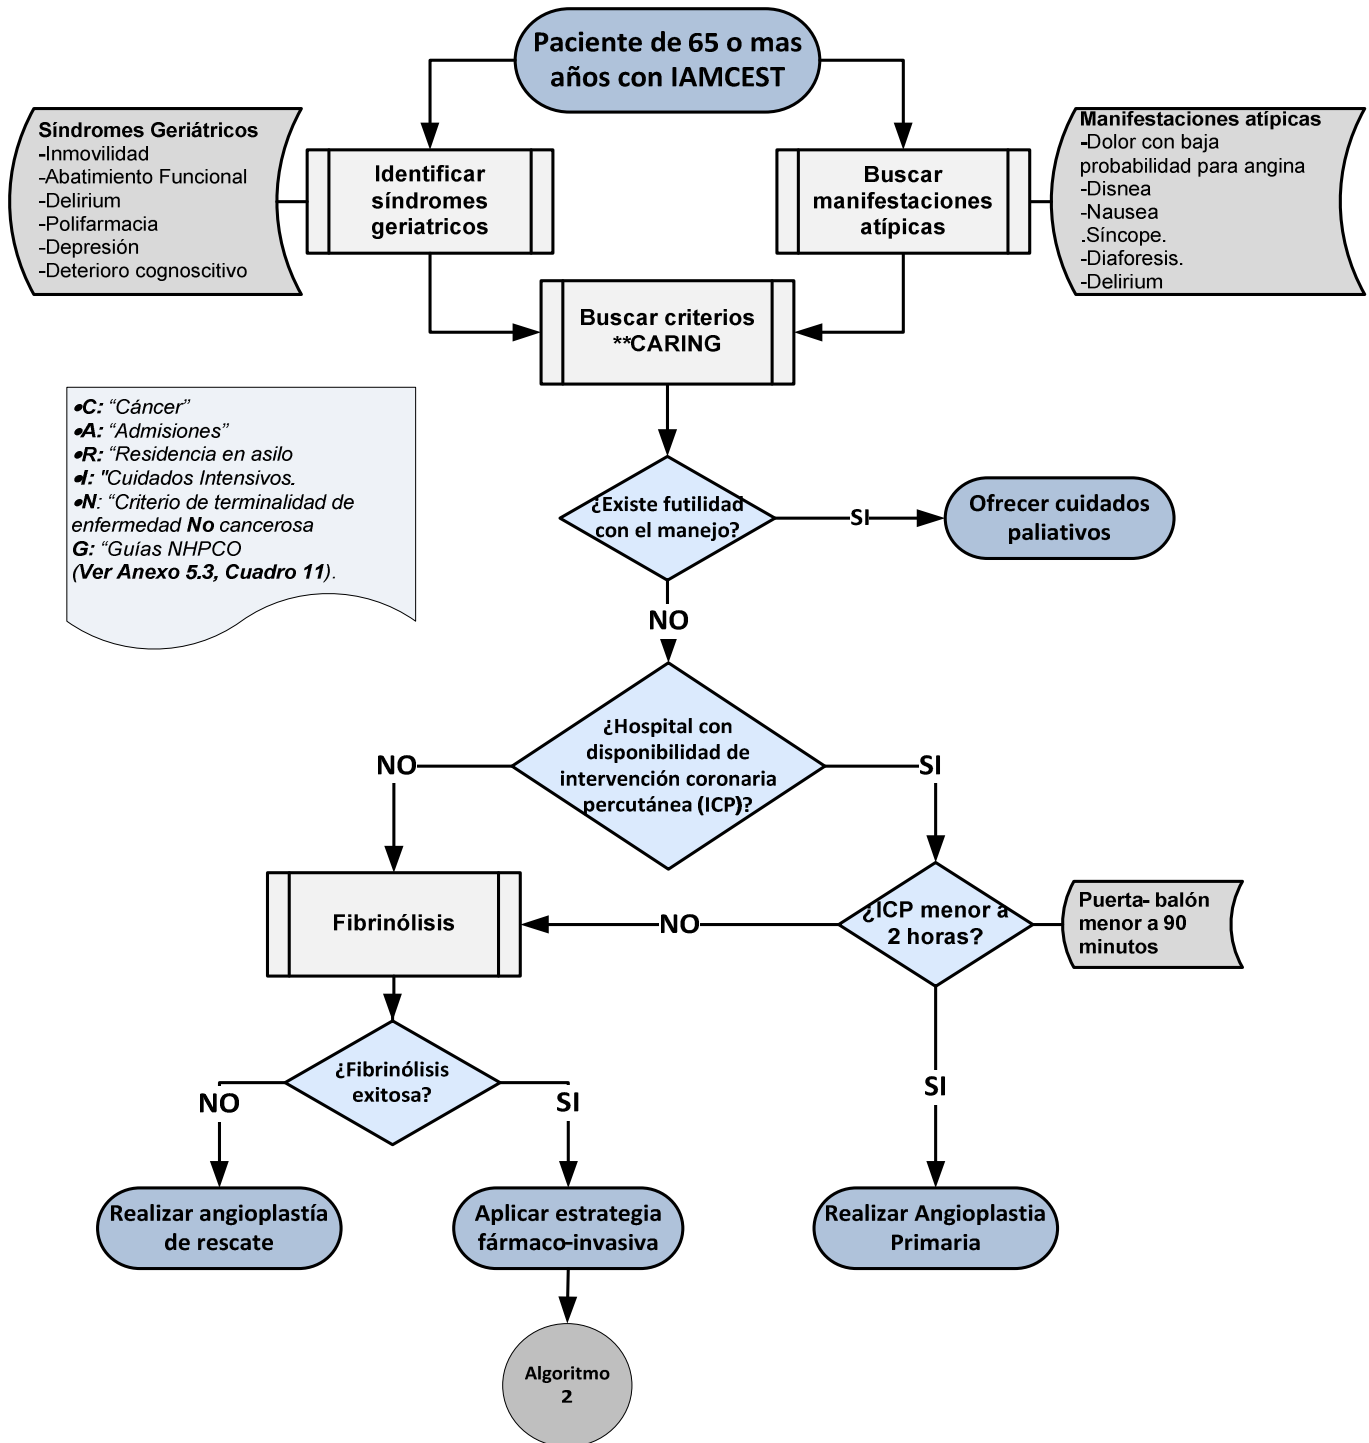 Paciente de 65 o mas
años con IAMCEST
Síndromes Geriátricos
-Inmovilidad
-Abatimiento Funcional
-Delirium
-Polifarmacia
-Depresión
-Deterioro cognoscitivo
Identificar
síndromes
geriatricos
Buscar
manifestaciones
atípicas
Manifestaciones atípicas
-Dolor con baja
probabilidad para angina
-Disnea
-Nausea
.Síncope.
-Diaforesis.
-Delirium
Buscar criterios
**CARING
•C: “Cáncer”
•A: “Admisiones”
•R: “Residencia en asilo
•I: "Cuidados Intensivos.
•N: “Criterio de terminalidad de
enfermedad No cancerosa
G: “Guías NHPCO
(Ver Anexo 5.3, Cuadro 11).
¿Existe futilidad
con el manejo?
SI
Ofrecer cuidados
paliativos
NO
¿Hospital con
disponibilidad de
intervención coronaria
percutánea (ICP)?
NO
SI
Fibrinólisis
NO
¿ICP menor a
2 horas?
Puerta- balón
menor a 90
minutos
¿Fibrinólisis
exitosa?
NO
SI
SI
Realizar angioplastía
de rescate
Aplicar estrategia
fármaco-invasiva
Realizar Angioplastia
Primaria
Algoritmo
2